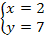 x = 2
y = 7